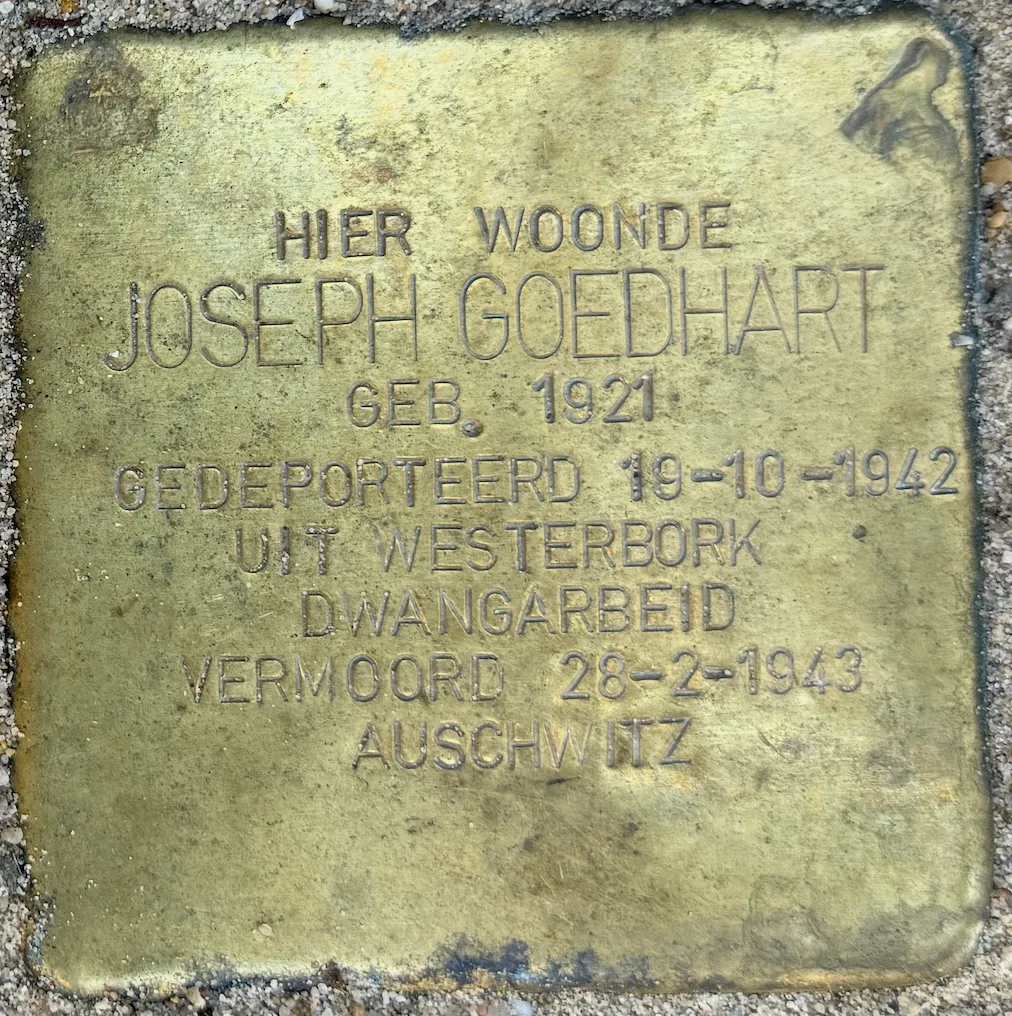 HIER WOONDE
JOSEPH GOEDHART
GEB. 1921
GEDEPORTEERD 19-10-1942
UIT WESTERBORK
DWANGARBEID
VERMOORD 28-2-1943
AUSCHWITZ